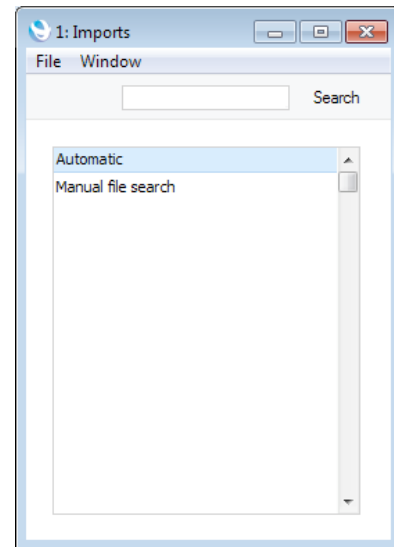 1: Imports
File Window
Search
Automatic
Manual file search